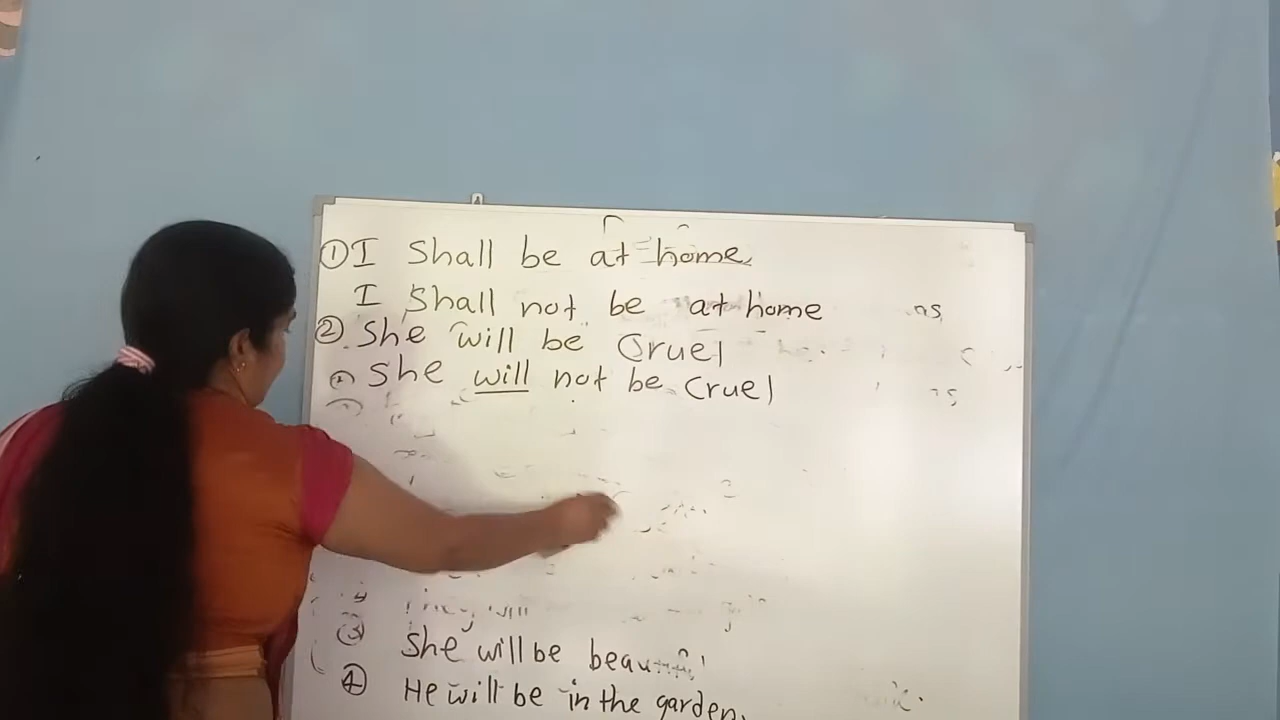 ① I Shall be at home.
I Shall not be at home
② She will be Cruel
She will not be Cruel
③ She will be
④ He will be in the garden.